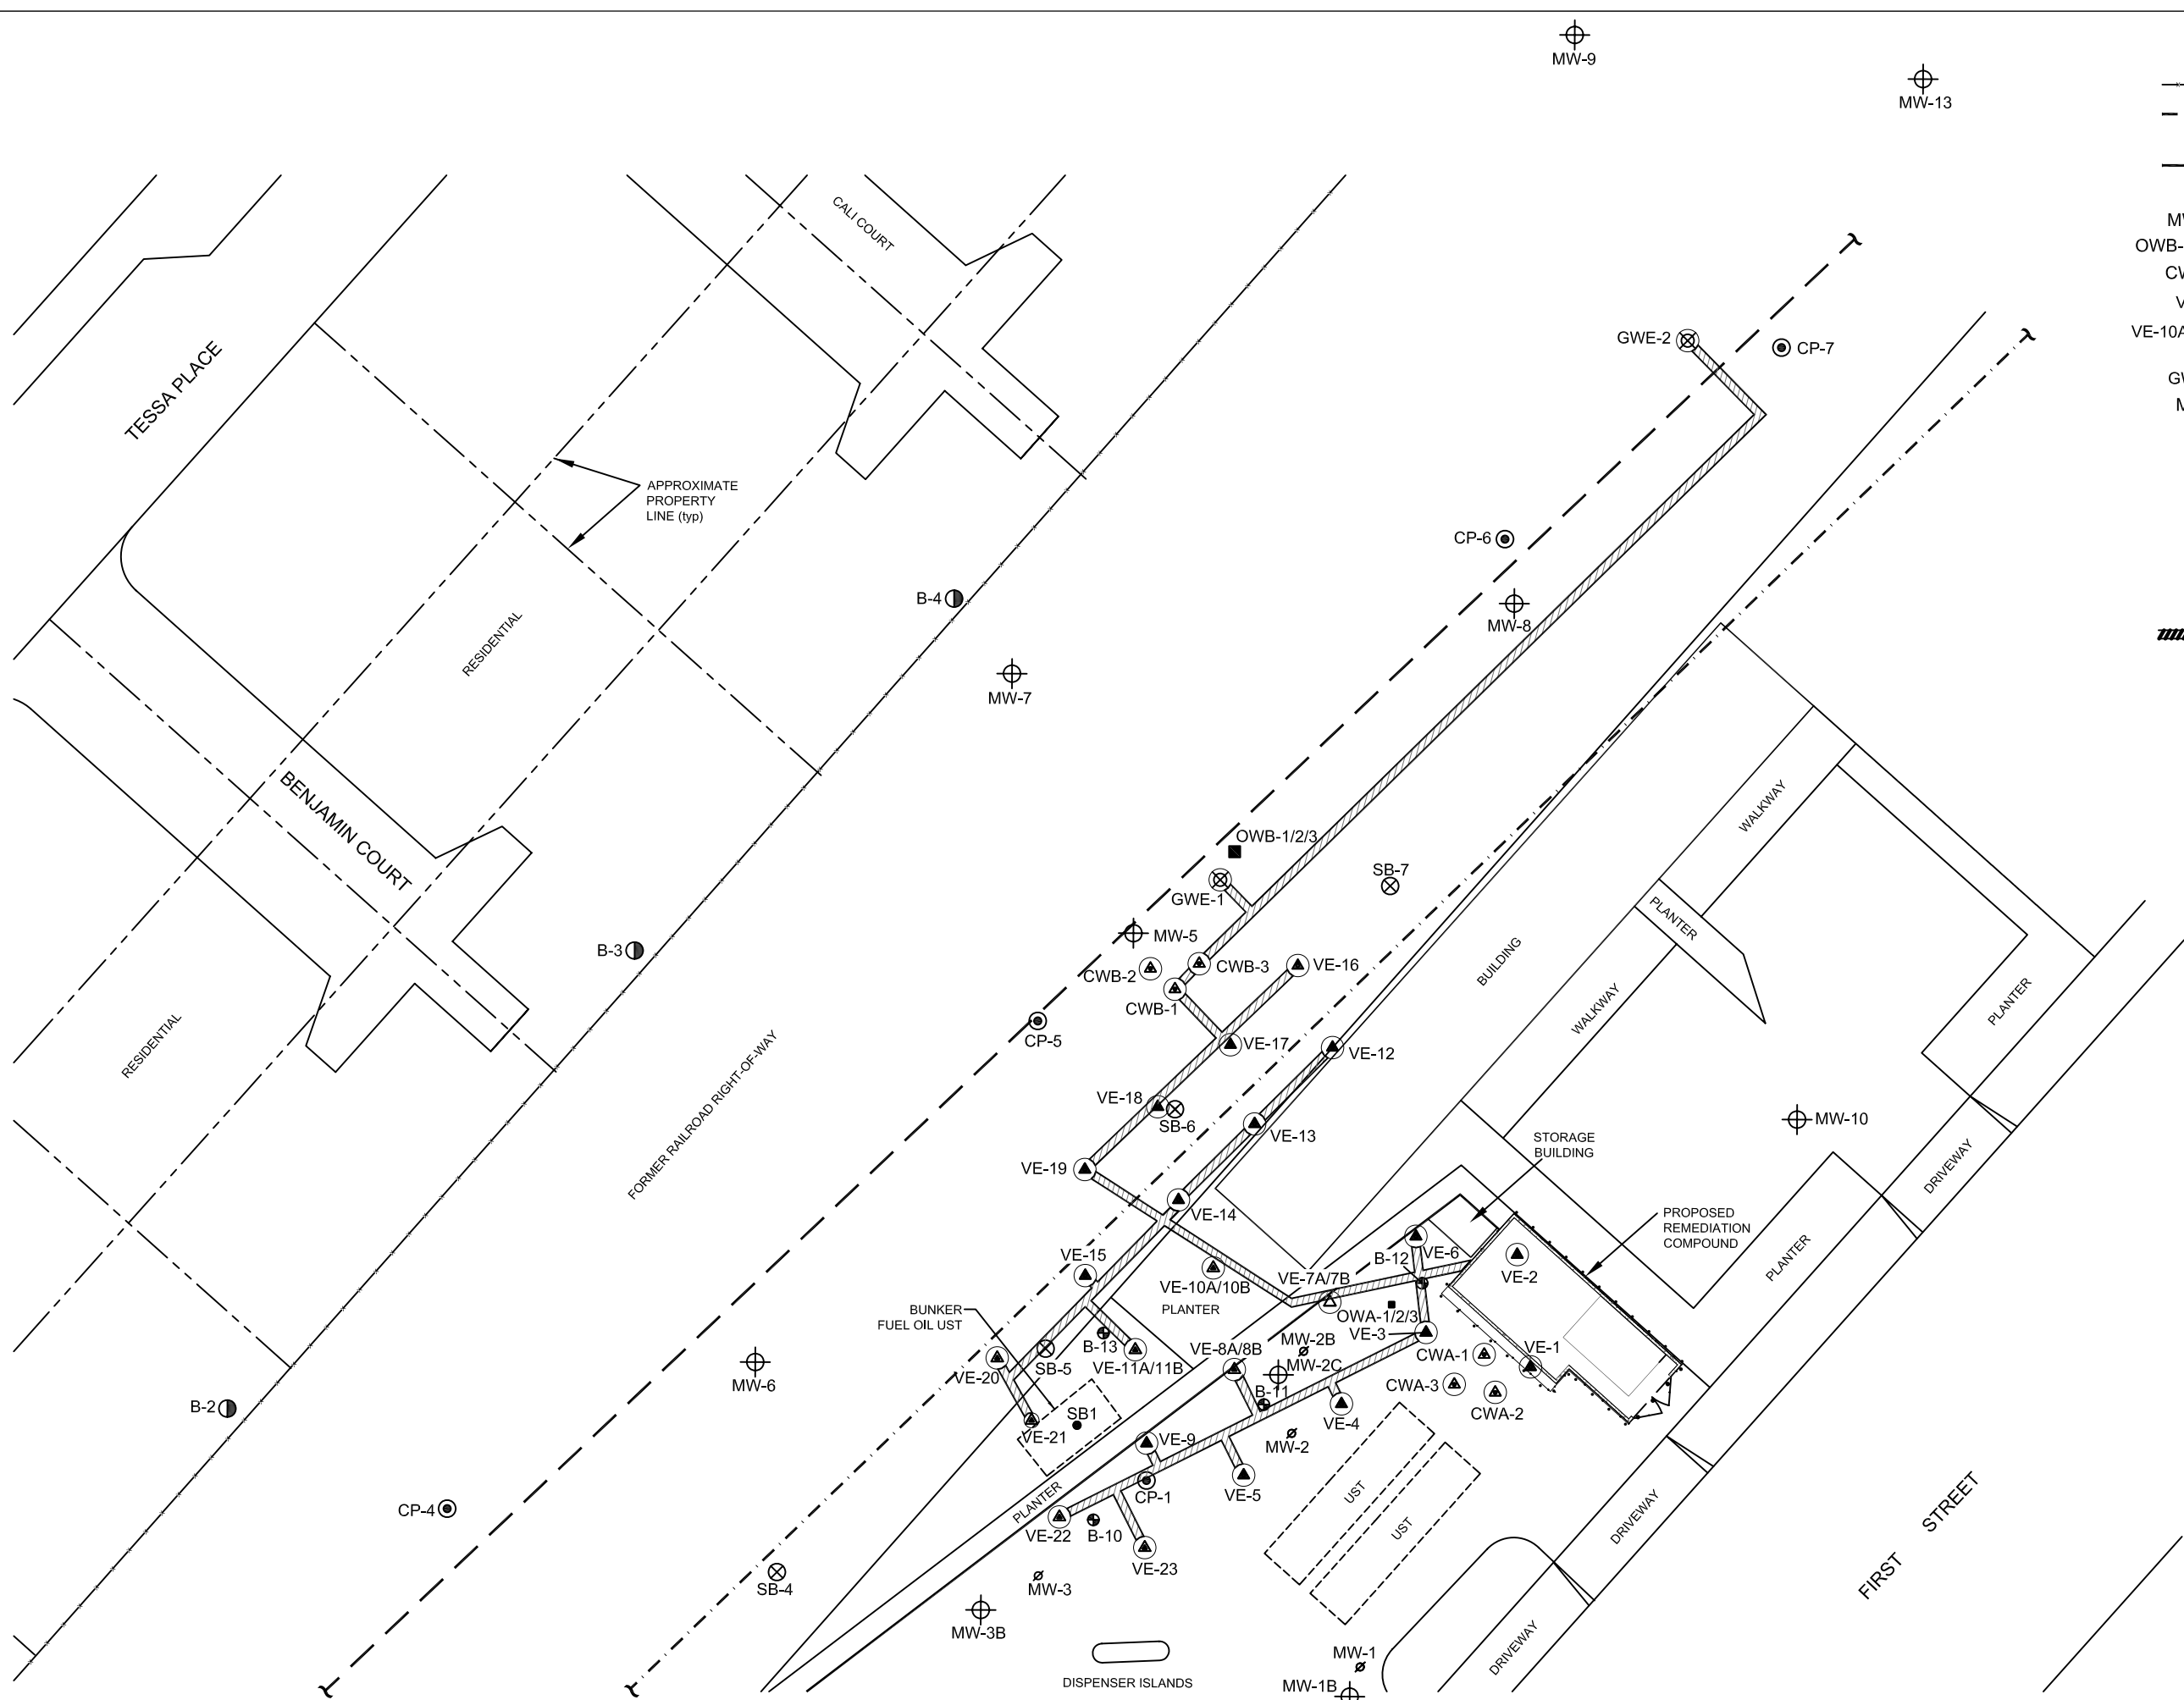 MW-9
MW-13
CALI COURT
OWB-
VE-10A
GWE-2
CP-7
TESSA PLACE
APPROXIMATE
PROPERTY
LINE (typ)
CP-6
B-4
MW-8
RESIDENTIAL
MW-7
BENJAMIN COURT
WALKWAY
OWB-1/2/3
SB-7
GWE-1
PLANTER
MW-5
B-3
BUILDING
CWB-2
CWB-3
VE-16
CWB-1
WALKWAY
PLANTER
RESIDENTIAL
CP-5
VE-17
VE-12
FORMER RAILROAD RIGHT-OF-WAY
VE-18
SB-6
MW-10
VE-13
STORAGE
BUILDING
VE-19
DRIVEWAY
VE-14
PROPOSED
REMEDIATION
COMPOUND
VE-15
VE-6
B-12
VE-2
PLANTER
VE-10A/10B
VE-7A/7B
BUNKER
FUEL OIL UST
PLANTER
OWA-1/2/3
VE-3
MW-2B
B-13
VE-11A/11B
SB-5
VE-8A/8B
MW-2C
CWA-1
VE-1
VE-20
MW-6
B-11
CWA-3
CWA-2
B-2
SB1
VE-4
VE-21
VE-9
MW-2
CP-1
VE-5
UST
CP-4
PLANTER
STREET
VE-22
B-10
UST
DRIVEWAY
VE-23
SB-4
MW-3
FIRST
MW-3B
DRIVEWAY
MW-1
DISPENSER ISLANDS
MW-1B